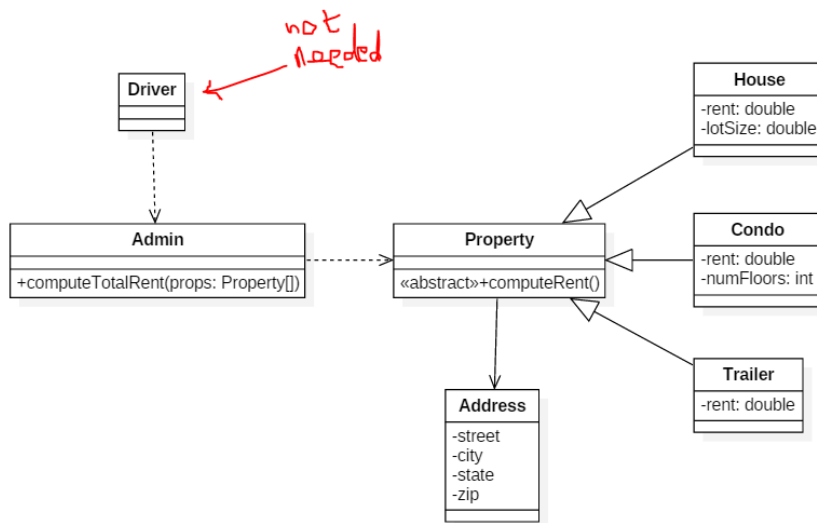 not
needed
Driver
House
-rent: double
-lotSize: double
Admin
+computeTotalRent(props: Property[])
Property
«abstract»+computeRent()
Condo
-rent: double
-numFloors: int
Address
-street
-city
-state
-zip
Trailer
-rent: double